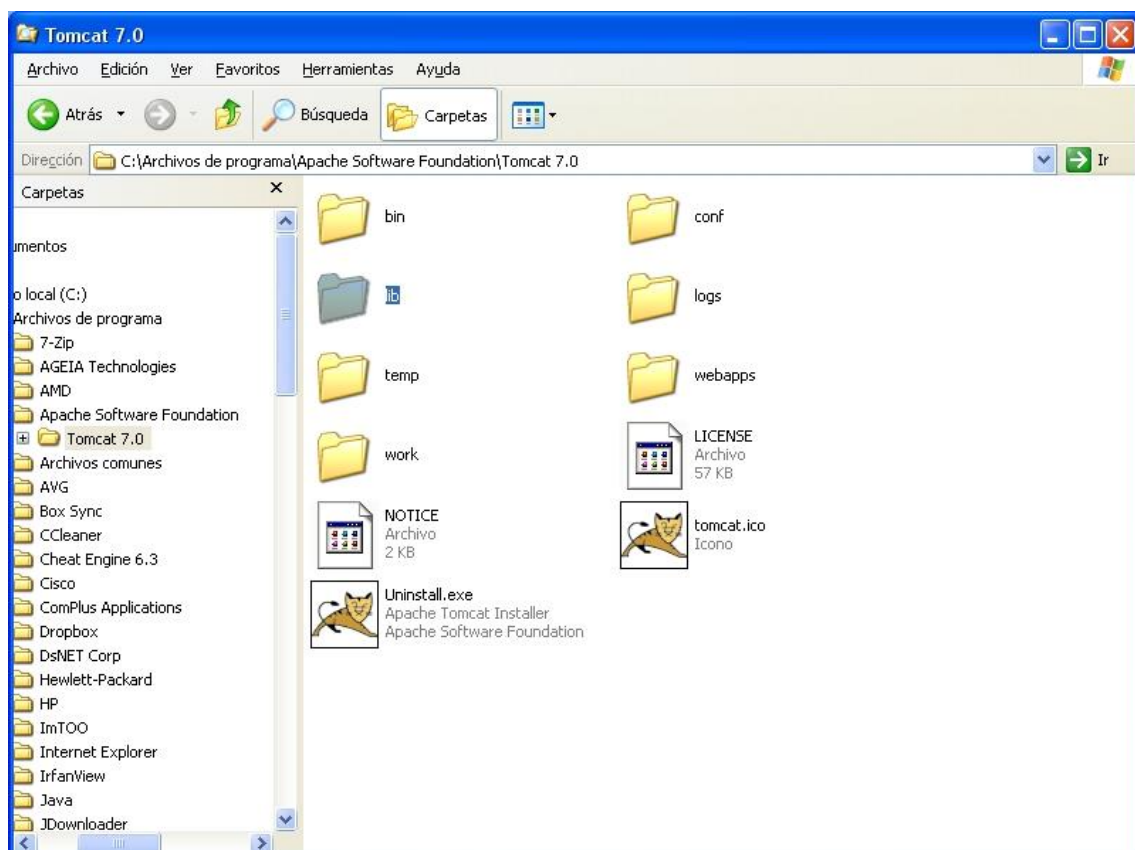 Tomcat 7.0
Archivo Edición Ver Favoritos Herramientas Ayuda
Atrás Búsqueda Carpetas
Dirección C:\Archivos de programa\Apache Software Foundation\Tomcat 7.0 Ir
Carpetas
umentos
o local (C:)
Archivos de programa
7-Zip
AGEIA Technologies
AMD
Apache Software Foundation
Tomcat 7.0
Archivos comunes
AVG
Box Sync
CCleaner
Cheat Engine 6.3
Cisco
ComPlus Applications
Dropbox
DsNET Corp
Hewlett-Packard
HP
ImTOO
Internet Explorer
IrfanView
Java
JDownloader
bin
conf
lib
logs
temp
webapps
work
LICENSE
Archivo
57 KB
NOTICE
Archivo
2 KB
tomcat.ico
Icono
Uninstall.exe
Apache Tomcat Installer
Apache Software Foundation